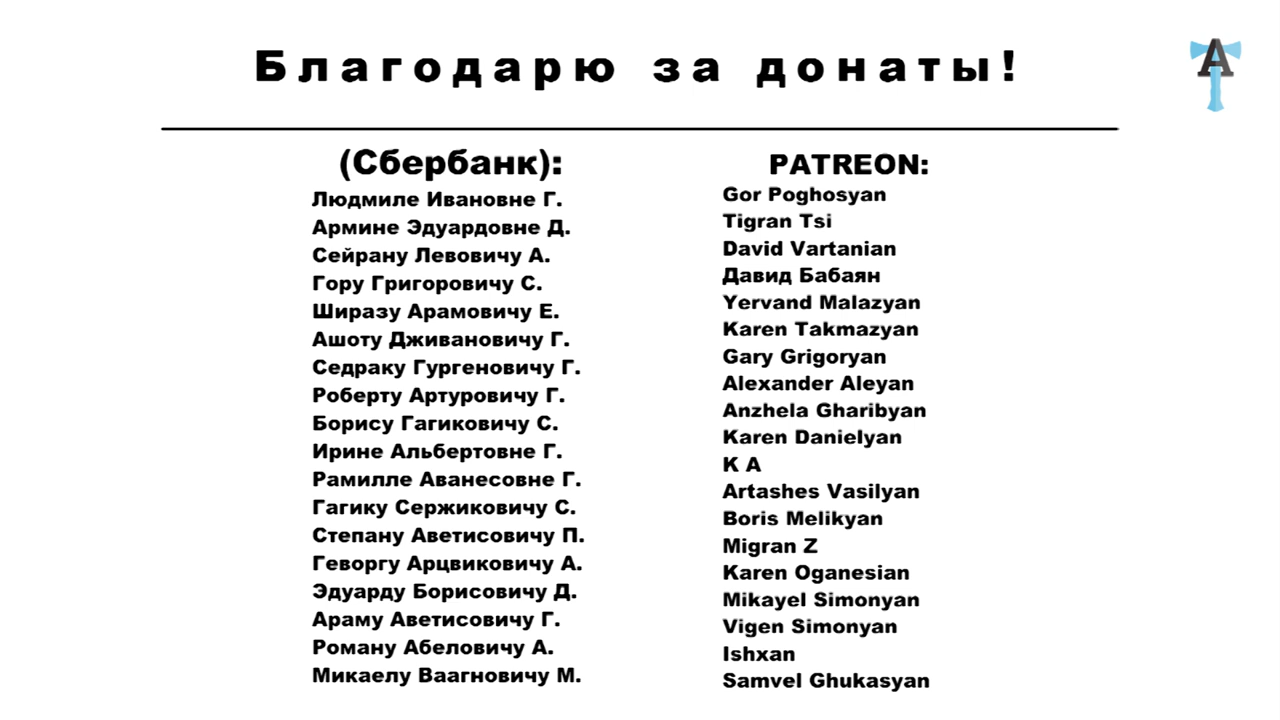 Благодарю за донаты!
(Сбербанк):
Людмиле Ивановне Г.
Армине Эдуардовне Д.
Сейрану Левовичу А.
Гору Григоровичу С.
Ширазу Арамовичу Е.
Ашоту Дживановичу Г.
Седраку Гургеновичу Г.
Роберту Артуровичу Г.
Борису Гагиковичу С.
Ирине Альбертовне Г.
Рамилле Аванесовне Г.
Гагику Сержиковичу С.
Степану Аветисовичу П.
Геворгу Арцвиковичу А.
Эдуарду Борисовичу Д.
Араму Аветисовичу Г.
Роману Абеловичу А.
Микаелу Ваагновичу М.
PATREON:
Gor Poghosyan
Tigran Tsi
David Vartanian
Давид Бабаян
Yervand Malazyan
Karen Takmazyan
Gary Grigoryan
Alexander Aleyan
Anzhela Gharibyan
Karen Danielyan
K A
Artashes Vasilyan
Boris Melikyan
Migran Z
Karen Oganesian
Mikayel Simonyan
Vigen Simonyan
Ishxan
Samvel Ghukasyan
A